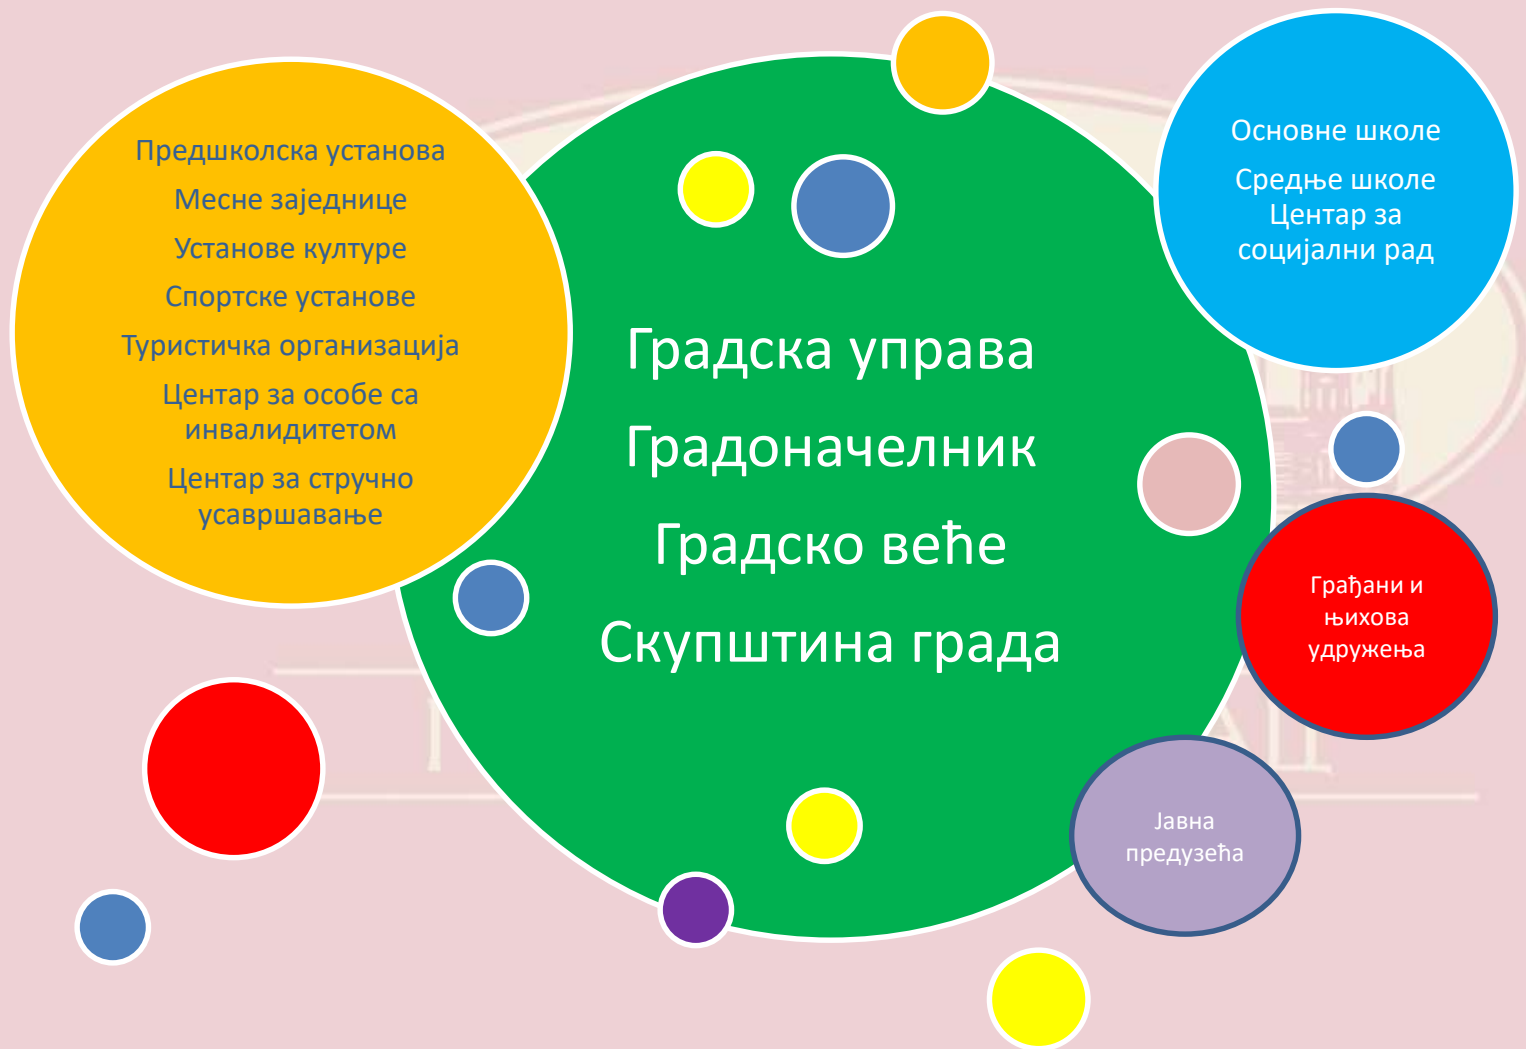 Предшколска установа
Месне заједнице
Установе културе
Спортске установе
Туристичка организација
Центар за особе са
инвалидитетом
Центар за стручно
усавршавање
Градска управа
Градоначелник
Градско веће
Скупштина града
Основне школе
Средње школе
Центар за
социјални рад
Грађани и
њихова
удружења
Јавна
предузећа